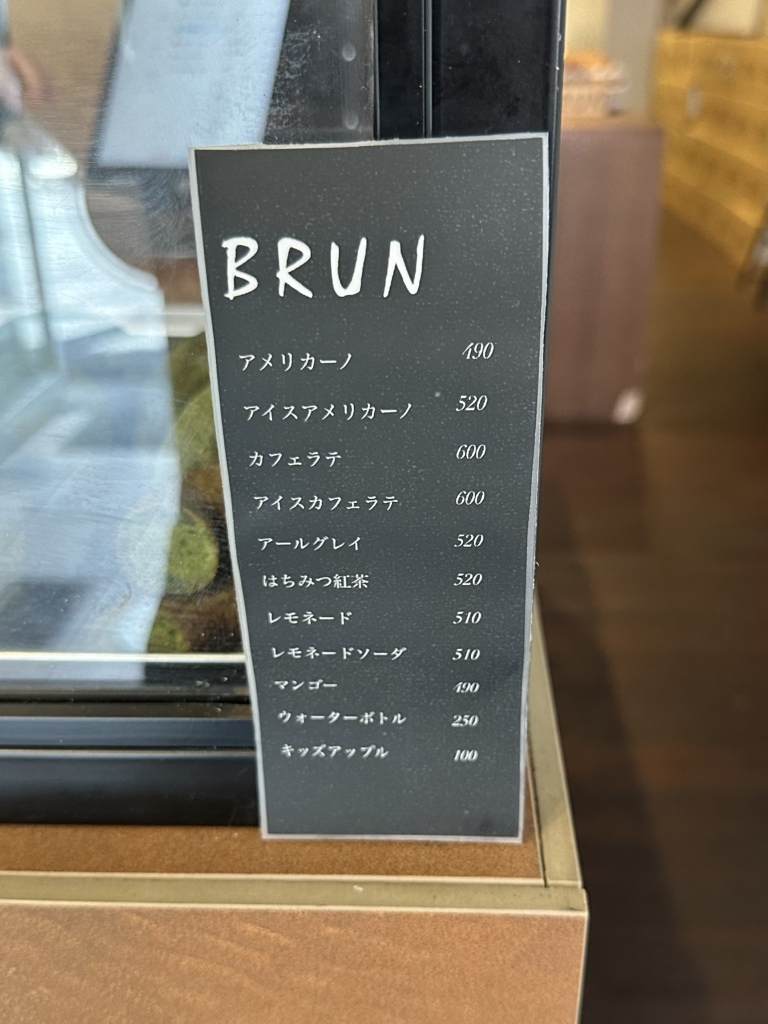 BRUN
アメリカーノ 490
アイスアメリカーノ 520
カフェラテ 600
アイスカフェラテ 600
アールグレイ 520
はちみつ紅茶 520
レモネード 510
レモネードソーダ 510
マンゴー 490
ウォーターボトル 250
キッズアップル 100